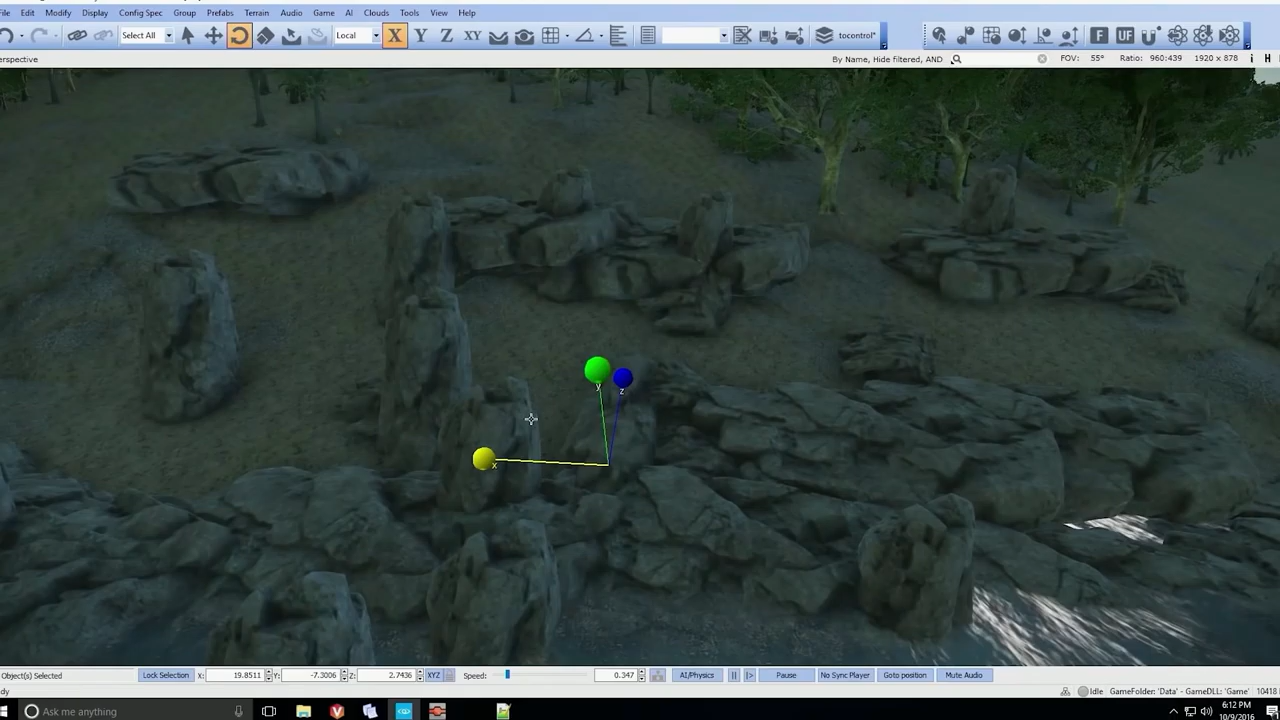 File Edit Modify Display Config Spec Group Prefabs Terrain Audio Game AI Clouds Tools View Help
Select All Local X Y Z XY tocontrol* F UF
erspective By Name, Hide filtered, AND FOV: 55° Ratio: 960:439 1920 x 878 i H
y
z
x
Object(s) Selected Lock Selection X: 19.8511 Y: -7.3006 Z: 2.7436 XYZ Speed: 0.347 AI/Physics Pause No Sync Player Goto position Mute Audio
dy Idle GameFolder: 'Data' - GameDLL: 'Game' 10418
Ask me anything 6:12 PM
10/9/2016